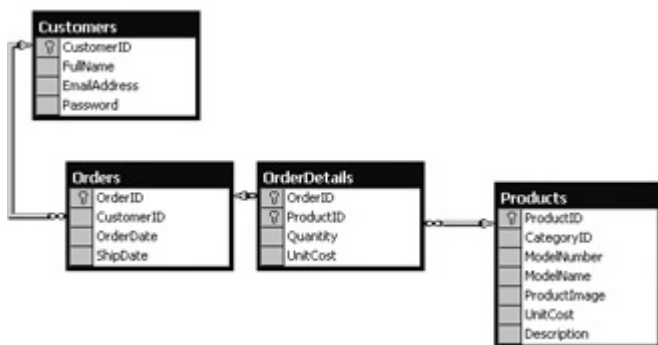 Customers
CustomerID
FullName
EmailAddress
Password
Orders
OrderID
CustomerID
OrderDate
ShipDate
OrderDetails
OrderID
ProductID
Quantity
UnitCost
Products
ProductID
CategoryID
ModelNumber
ModelName
ProductImage
UnitCost
Description